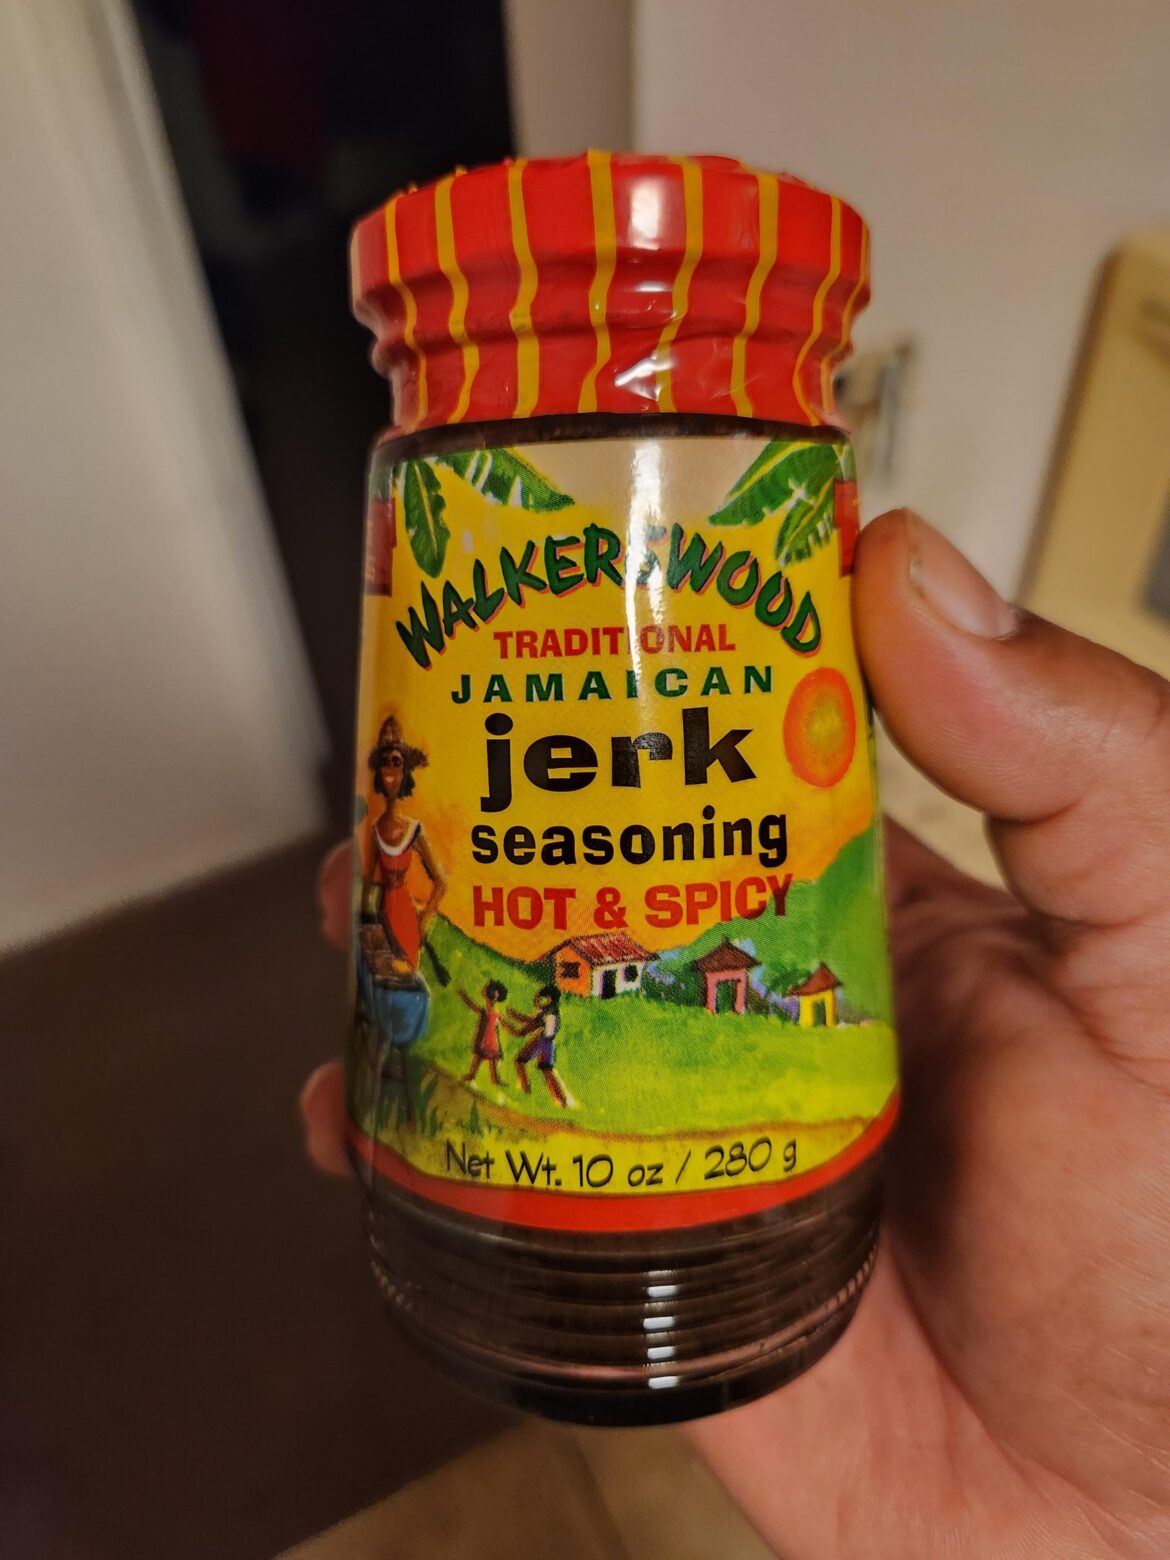 WALKERSWOOD
TRADITIONAL
JAMAICAN
jerk
seasoning
HOT & SPICY
Net Wt. 10 oz / 280 g